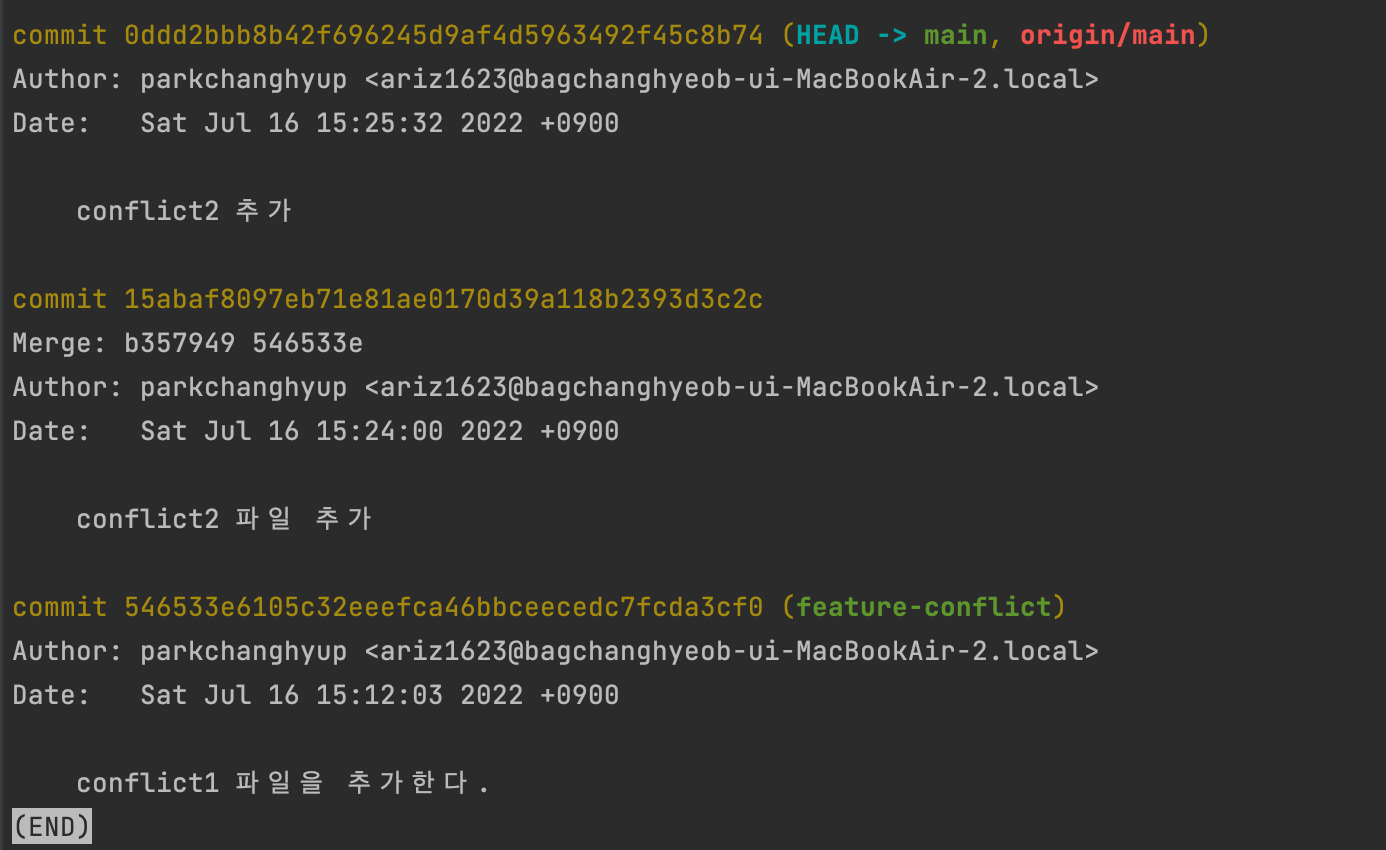 commit 0ddd2bbb8b42f696245d9af4d5963492f45c8b74 (HEAD -> main, origin/main)
Author: parkchanghyup <ariz1623@bagchanghyeob-ui-MacBookAir-2.local>
Date:   Sat Jul 16 15:25:32 2022 +0900
conflict2 추가
commit 15abaf8097eb71e81ae0170d39a118b2393d3c2c
Merge: b357949 546533e
Author: parkchanghyup <ariz1623@bagchanghyeob-ui-MacBookAir-2.local>
Date:   Sat Jul 16 15:24:00 2022 +0900
conflict2 파일 추가
commit 546533e6105c32eeefca46bbceecedc7fcda3cf0 (feature-conflict)
Author: parkchanghyup <ariz1623@bagchanghyeob-ui-MacBookAir-2.local>
Date:   Sat Jul 16 15:12:03 2022 +0900
conflict1 파일을 추가한다.
(END)